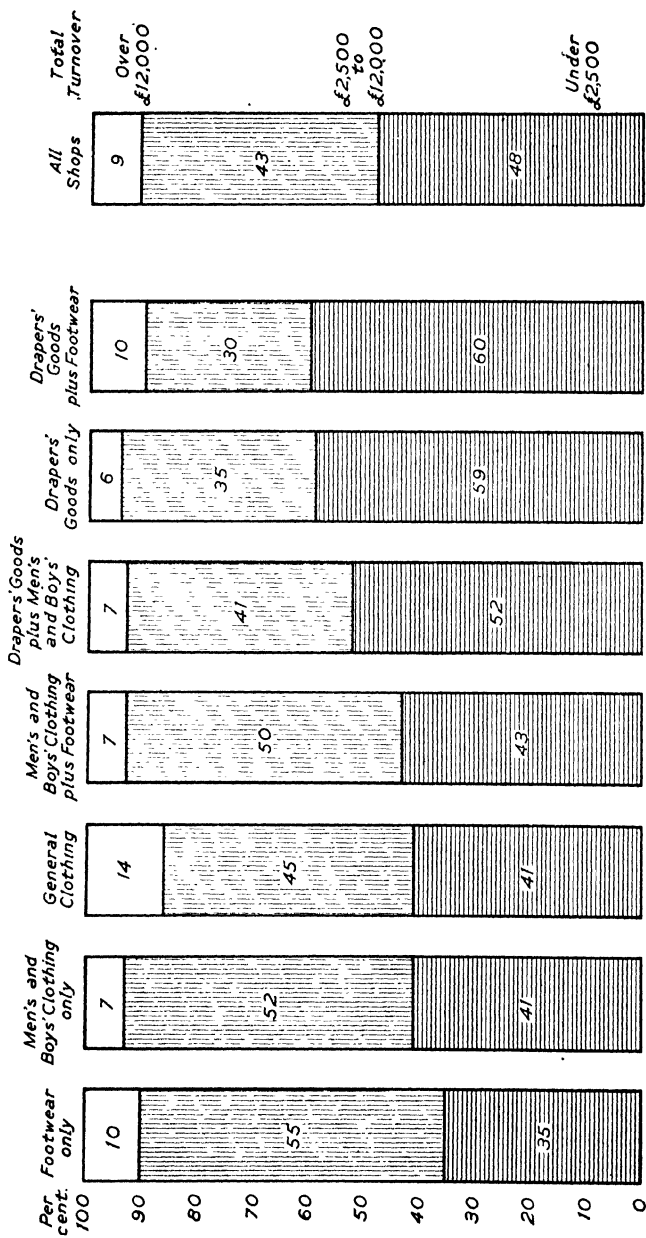 Per
cent.
100
90
80
70
60
50
40
30
20
10
0
Footwear
only
10
55
35
Men's and
Boys' Clothing
only
7
52
41
General
Clothing
14
45
41
Men's and
Boys' Clothing
plus Footwear
7
50
43
Drapers' Goods
plus Men's
and Boys'
Clothing
7
41
52
Drapers'
Goods only
6
35
59
Drapers'
Goods
plus Footwear
10
30
60
All
Shops
9
43
48
Total
Turnover
Over
£12,000
£2,500
to
£12,000
Under
£2,500